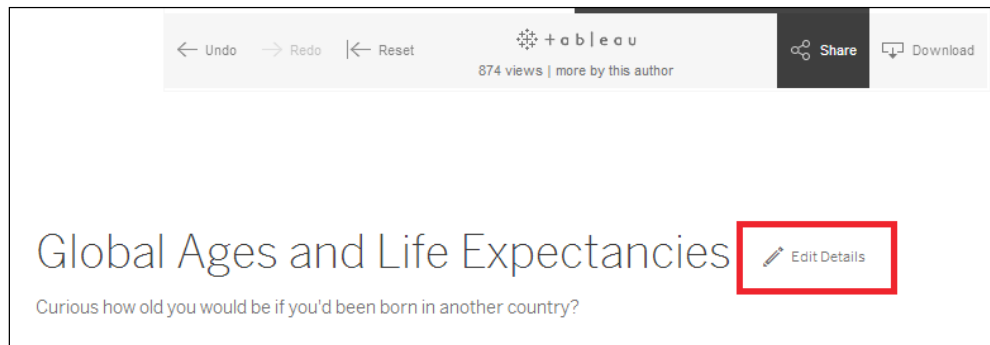 Undo Redo Reset +ableau Share Download
874 views | more by this author
Global Ages and Life Expectancies Edit Details
Curious how old you would be if you'd been born in another country?